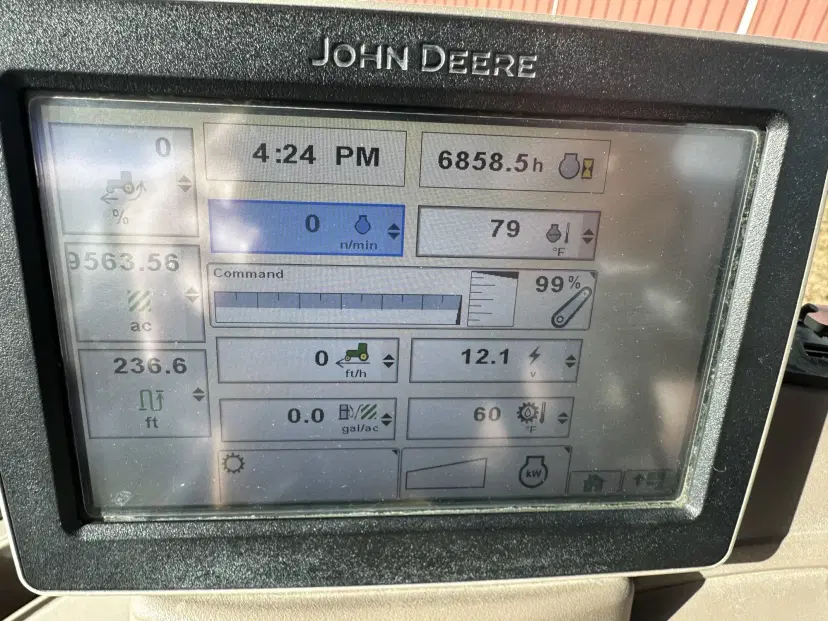 JOHN DEERE
0
%
9563.56
ac
236.6
ft
4:24 PM
6858.5h
0
n/min
79
°F
Command
99%
0
ft/h
12.1
v
0.0
gal/ac
60
°F
kW